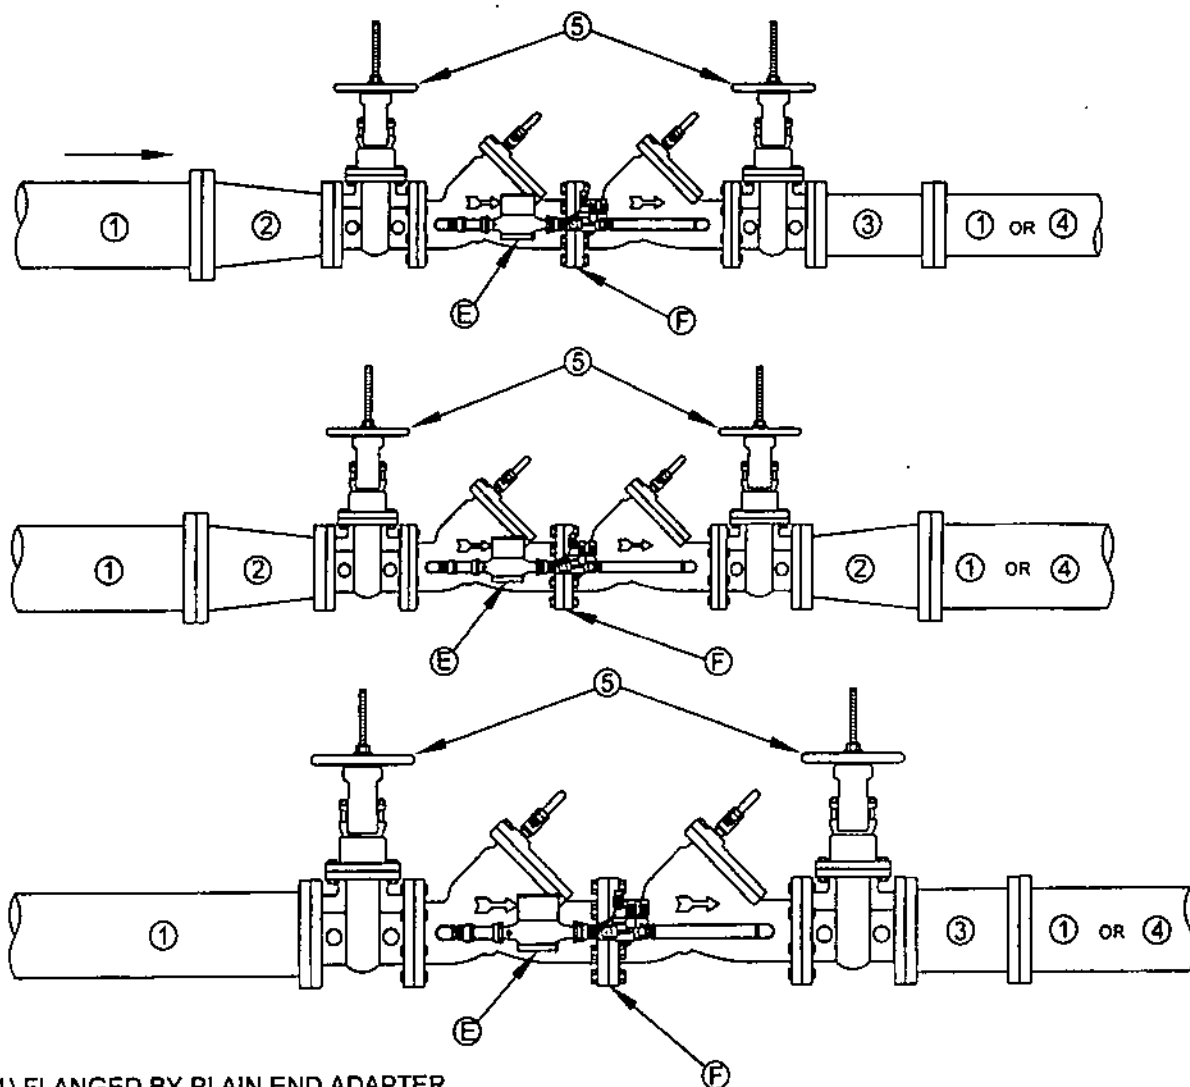 5
1 2 3 1 OR 4
E F
5
1 2 2 1 OR 4
E F
5
1 3 1 OR 4
E
F
1) FLANGED BY PLAIN END ADAPTER